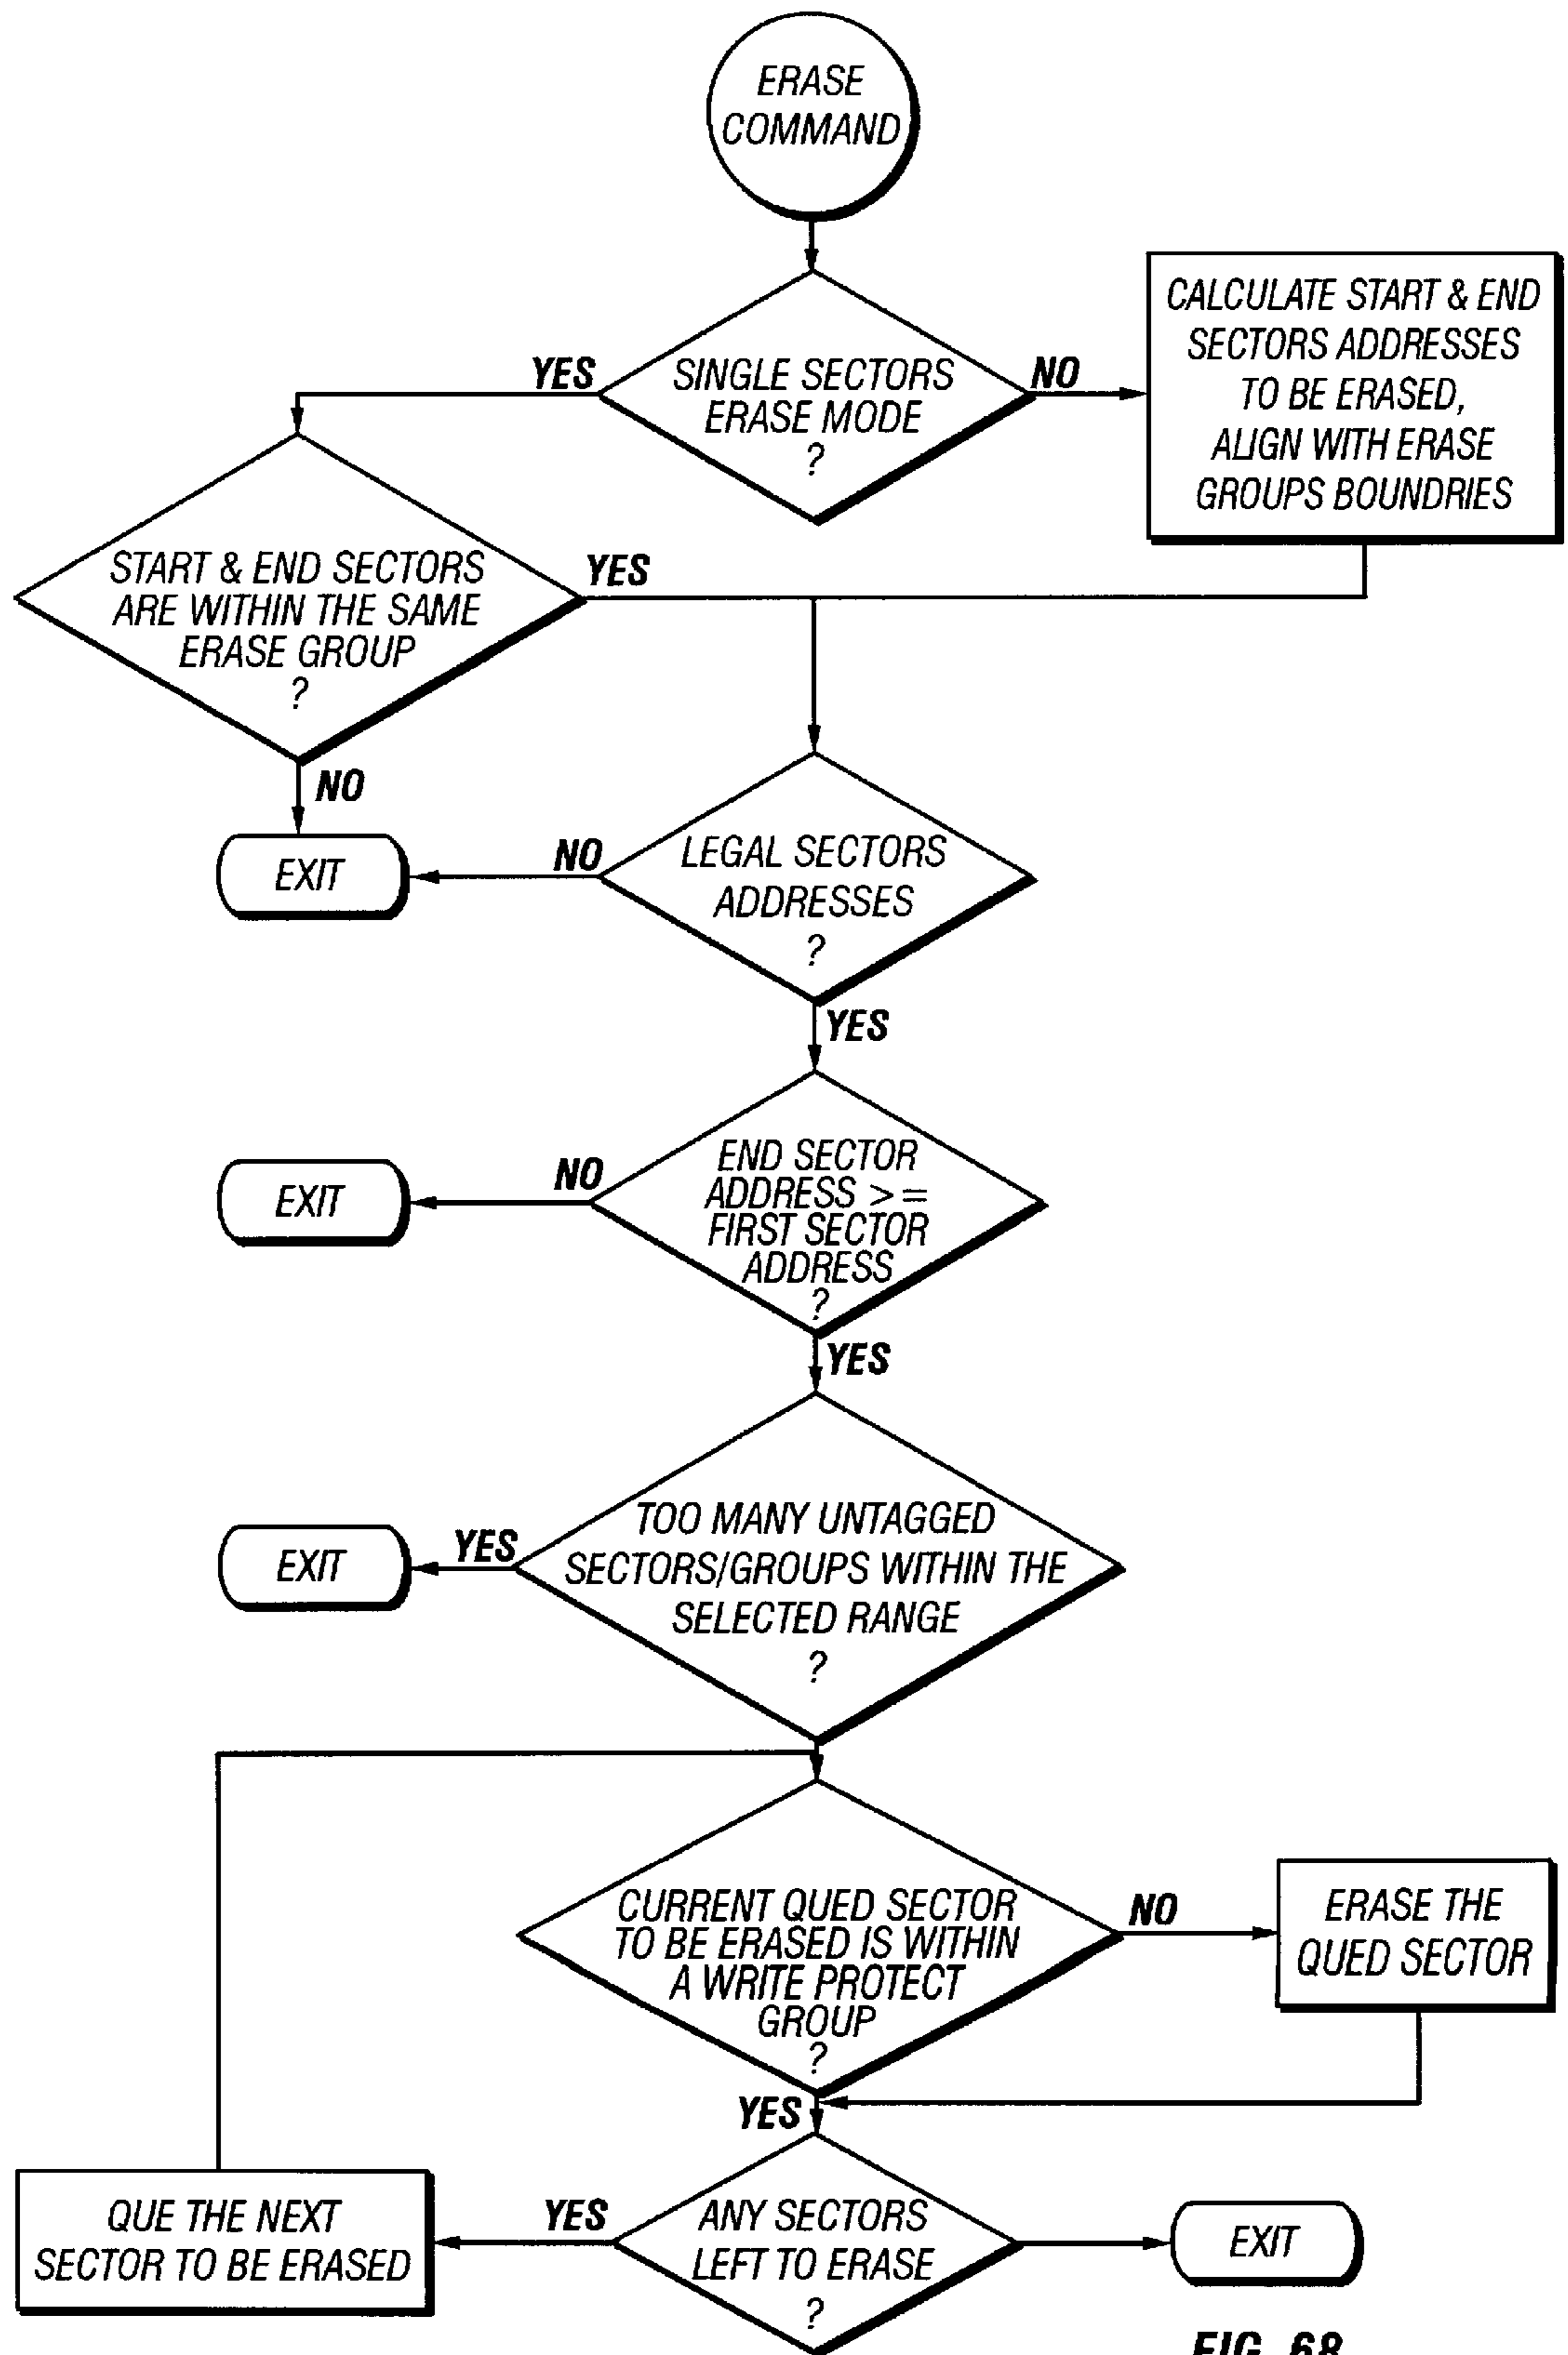 ERASE
COMMAND
SINGLE SECTORS
ERASE MODE
?
YES
NO
CALCULATE START & END
SECTORS ADDRESSES
TO BE ERASED,
ALIGN WITH ERASE
GROUPS BOUNDRIES
START & END SECTORS
ARE WITHIN THE SAME
ERASE GROUP
?
YES
NO
EXIT
LEGAL SECTORS
ADDRESSES
?
NO
YES
END SECTOR
ADDRESS >=
FIRST SECTOR
ADDRESS
?
NO
EXIT
YES
TOO MANY UNTAGGED
SECTORS/GROUPS WITHIN THE
SELECTED RANGE
?
YES
EXIT
CURRENT QUED SECTOR
TO BE ERASED IS WITHIN
A WRITE PROTECT
GROUP
?
NO
ERASE THE
QUED SECTOR
YES
ANY SECTORS
LEFT TO ERASE
?
YES
QUE THE NEXT
SECTOR TO BE ERASED
EXIT
FIG. 68